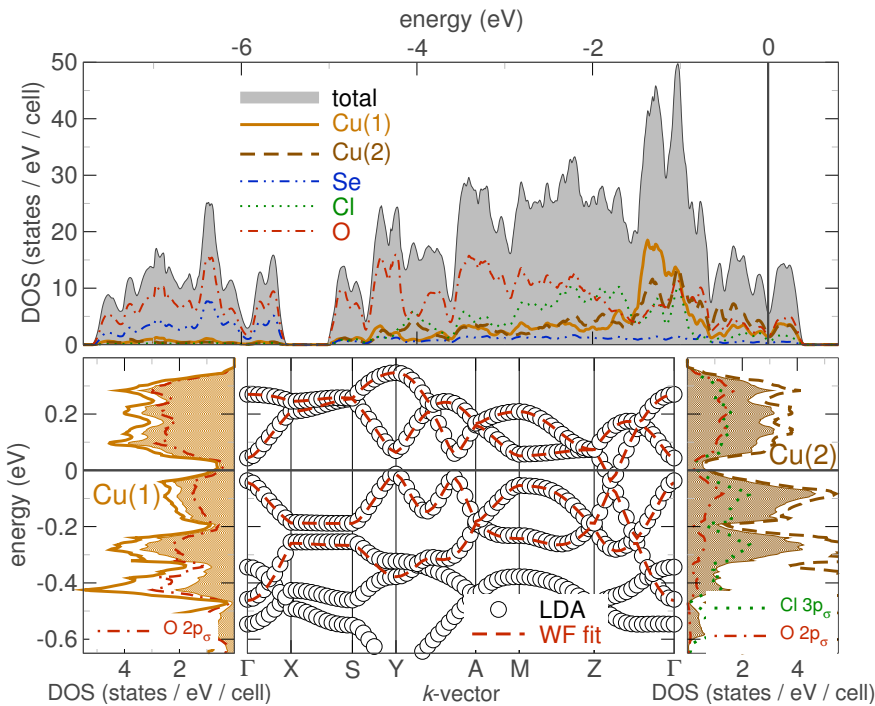 energy (eV)
-6 -4 -2 0
50
40
30
20
10
0
DOS (states / eV / cell)
total
Cu(1)
Cu(2)
Se
Cl
O
0.2
0
-0.2
-0.4
-0.6
energy (eV)
Cu(1)
Cu(2)
O 2pσ
LDA
WF fit
Cl 3pσ
O 2pσ
4 2 Γ X S Y A M Z Γ 2 4
DOS (states / eV / cell) k-vector DOS (states / eV / cell)